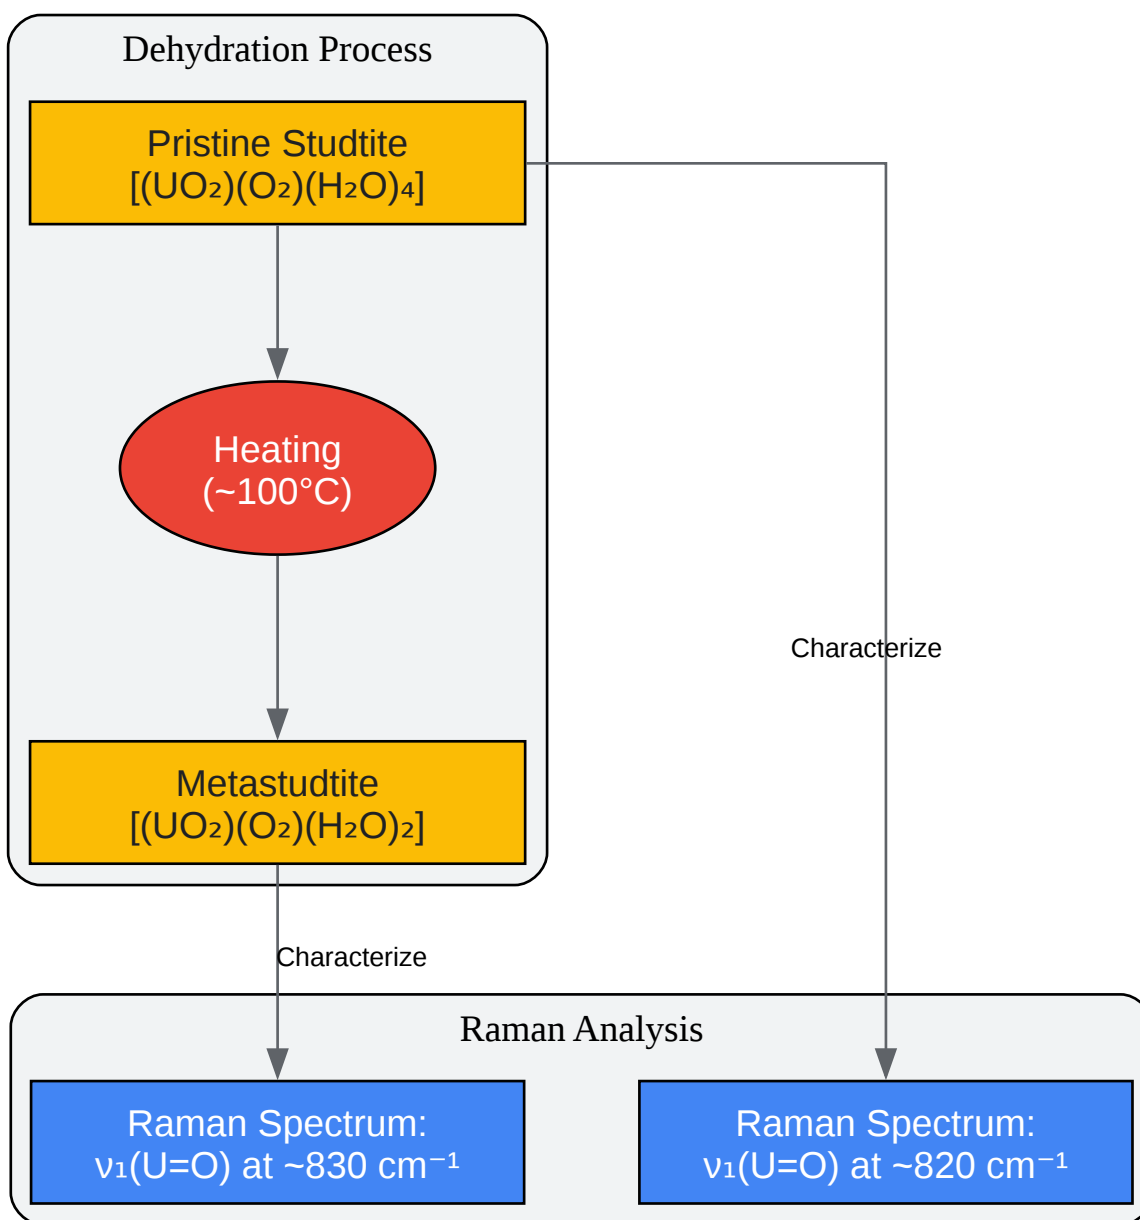 Dehydration Process
Pristine Studtite
[(UO₂)(O₂)(H₂O)₄]
Heating
(~100°C)
Characterize
Metastudtite
[(UO₂)(O₂)(H₂O)₂]
Characterize
Raman Analysis
Raman Spectrum:
ν₁(U=O) at ~830 cm⁻¹
Raman Spectrum:
ν₁(U=O) at ~820 cm⁻¹